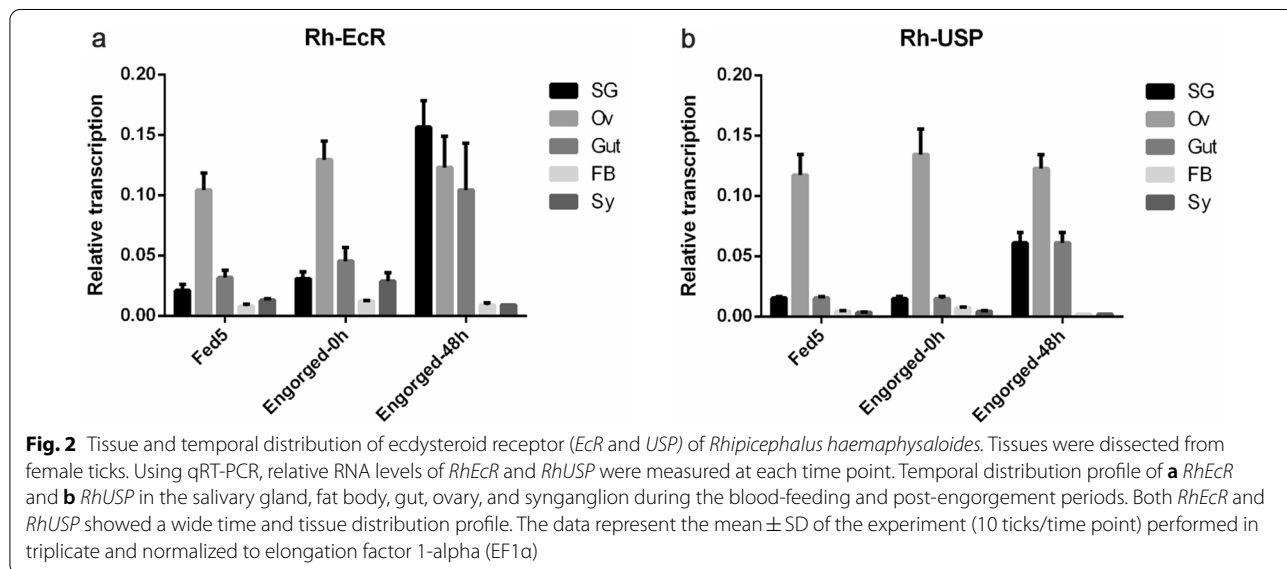 a
Rh-EcR
Relative transcription
0.20
0.15
0.10
0.05
0.00
Fed5
Engorged-0h
Engorged-48h
SG
Ov
Gut
FB
Sy
b
Rh-USP
Relative transcription
0.20
0.15
0.10
0.05
0.00
Fed5
Engorged-0h
Engorged-48h
SG
Ov
Gut
FB
Sy
Fig. 2 Tissue and temporal distribution of ecdysteroid receptor (EcR and USP) of Rhipicephalus haemaphysaloides. Tissues were dissected from
female ticks. Using qRT-PCR, relative RNA levels of RhEcR and RhUSP were measured at each time point. Temporal distribution profile of a RhEcR
and b RhUSP in the salivary gland, fat body, gut, ovary, and synganglion during the blood-feeding and post-engorgement periods. Both RhEcR and
RhUSP showed a wide time and tissue distribution profile. The data represent the mean ± SD of the experiment (10 ticks/time point) performed in
triplicate and normalized to elongation factor 1-alpha (EF1α)